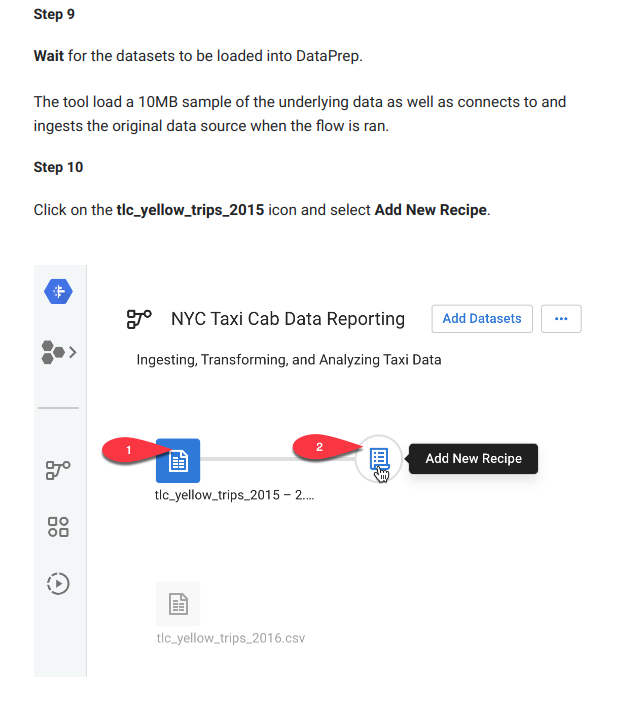 Step 9
Wait for the datasets to be loaded into DataPrep.
The tool load a 10MB sample of the underlying data as well as connects to and
ingests the original data source when the flow is ran.
Step 10
Click on the tlc_yellow_trips_2015 icon and select Add New Recipe.
NYC Taxi Cab Data Reporting
Add Datasets
...
Ingesting, Transforming, and Analyzing Taxi Data
1
2
Add New Recipe
tlc_yellow_trips_2015 – 2....
tlc_yellow_trips_2016.csv